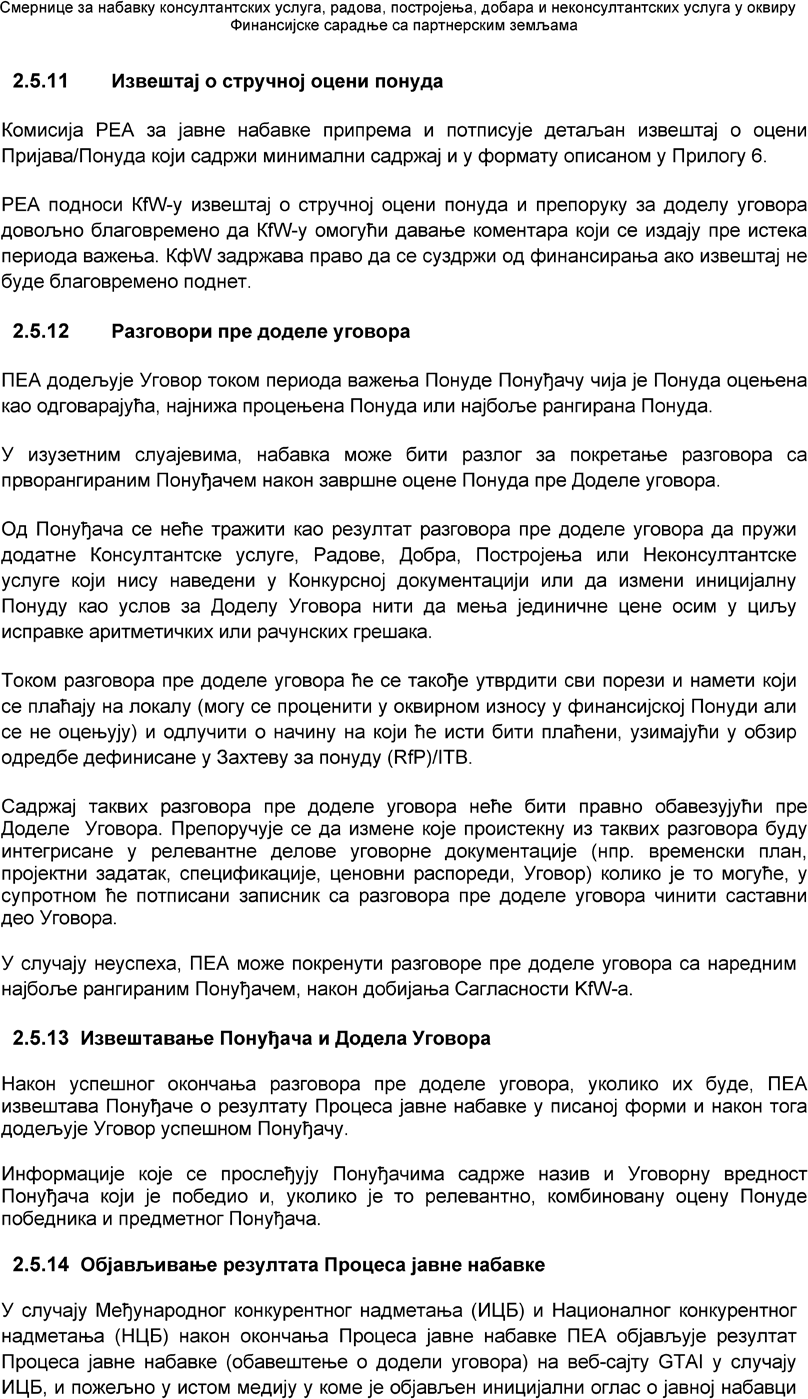 Смернице за набавку консултантских услуга, радова, постројења, добара и неконсултантских услуга у оквиру
Финансијске сарадње са партнерским земљама
2.5.11 Извештај о стручној оцени понуда
Комисија РЕА за јавне набавке припрема и потписује детаљан извештај о оцени
Пријава/Понуда који садржи минимални садржај и у формату описаном у Прилогу 6.
РЕА подноси KfW-у извештај о стручној оцени понуда и препоруку за доделу уговора
довољно благовремено да KfW-у омогући давање коментара који се издају пре истека
периода важења. КфW задржава право да се суздржи од финансирања ако извештај не
буде благовремено поднет.
2.5.12 Разговори пре доделе уговора
ПЕА додељује Уговор током периода важења Понуде Понуђачу чија је Понуда оцењена
као одговарајућа, најнижа процењена Понуда или најбоље рангирана Понуда.
У изузетним слуајевима, набавка може бити разлог за покретање разговора са
прворангираним Понуђачем након завршне оцене Понуда пре Доделе уговора.
Од Понуђача се неће тражити као резултат разговора пре доделе уговора да пружи
додатне Консултантске услуге, Радове, Добра, Постројења или Неконсултантске
услуге који нису наведени у Конкурсној документацији или да измени иницијалну
Понуду као услов за Доделу Уговора нити да мења јединичне цене осим у циљу
исправке аритметичких или рачунских грешака.
Током разговора пре доделе уговора ће се такође утврдити сви порези и намети који
се плаћају на локалу (могу се проценити у оквирном износу у финансијској Понуди али
се не оцењују) и одлучити о начину на који ће исти бити плаћени, узимајући у обзир
одредбе дефинисане у Захтеву за понуду (RfP)/ITB.
Садржај таквих разговора пре доделе уговора неће бити правно обавезујући пре
Доделе Уговора. Препоручује се да измене које проистекну из таквих разговора буду
интегрисане у релевантне делове уговорне документације (нпр. временски план,
пројектни задатак, спецификације, ценовни распореди, Уговор) колико је то могуће, у
супротном ће потписани записник са разговора пре доделе уговора чинити саставни
део Уговора.
У случају неуспеха, ПЕА може покренути разговоре пре доделе уговора са наредним
најбоље рангираним Понуђачем, након добијања Сагласности KfW-а.
2.5.13 Извештавање Понуђача и Додела Уговора
Након успешног окончања разговора пре доделе уговора, уколико их буде, ПЕА
извештава Понуђаче о резултату Процеса јавне набавке у писаној форми и након тога
додељује Уговор успешном Понуђачу.
Информације које се прослеђују Понуђачима садрже назив и Уговорну вредност
Понуђача који је победио и, уколико је то релевантно, комбиновану оцену Понуде
победника и предметног Понуђача.
2.5.14 Објављивање резултата Процеса јавне набавке
У случају Међународног конкурентног надметања (ИЦБ) и Националног конкурентног
надметања (НЦБ) након окончања Процеса јавне набавке ПЕА објављује резултат
Процеса јавне набавке (обавештење о додели уговора) на веб-сајту GTAI у случају
ИЦБ, и пожељно у истом медију у коме је објављен иницијални оглас о јавној набавци